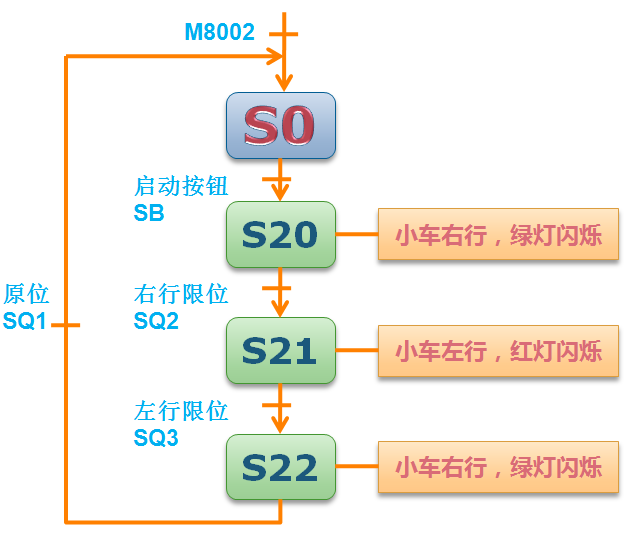 M8002
S0
启动按钮
SB
S20
小车右行，绿灯闪烁
原位
SQ1
右行限位
SQ2
S21
小车左行，红灯闪烁
左行限位
SQ3
S22
小车右行，绿灯闪烁